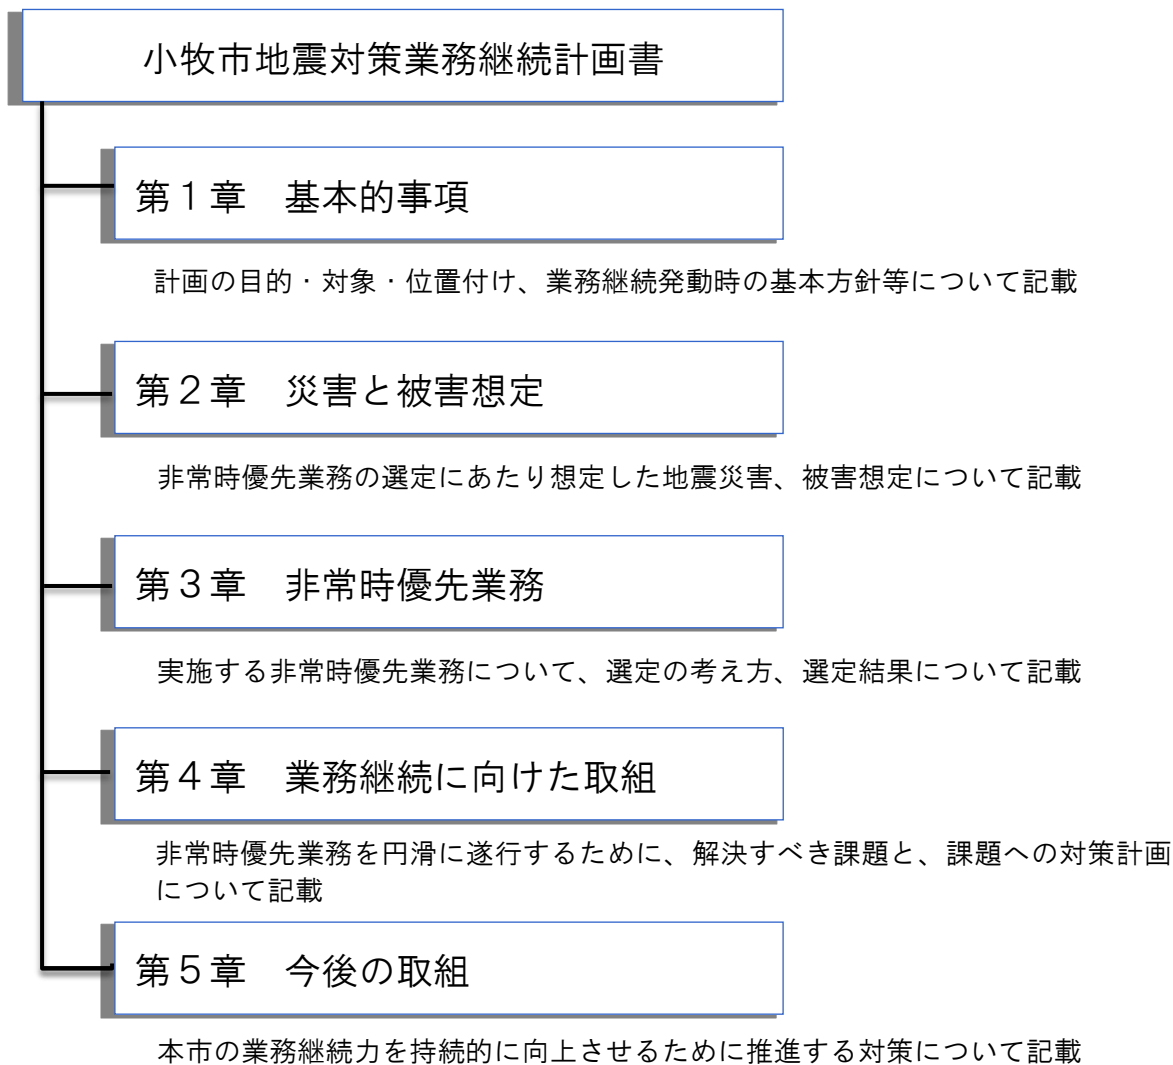 小牧市地震対策業務継続計画書
第１章　基本的事項
計画の目的・対象・位置付け、業務継続発動時の基本方針等について記載
第２章　災害と被害想定
非常時優先業務の選定にあたり想定した地震災害、被害想定について記載
第３章　非常時優先業務
実施する非常時優先業務について、選定の考え方、選定結果について記載
第４章　業務継続に向けた取組
非常時優先業務を円滑に遂行するために、解決すべき課題と、課題への対策計画
について記載
第５章　今後の取組
本市の業務継続力を持続的に向上させるために推進する対策について記載